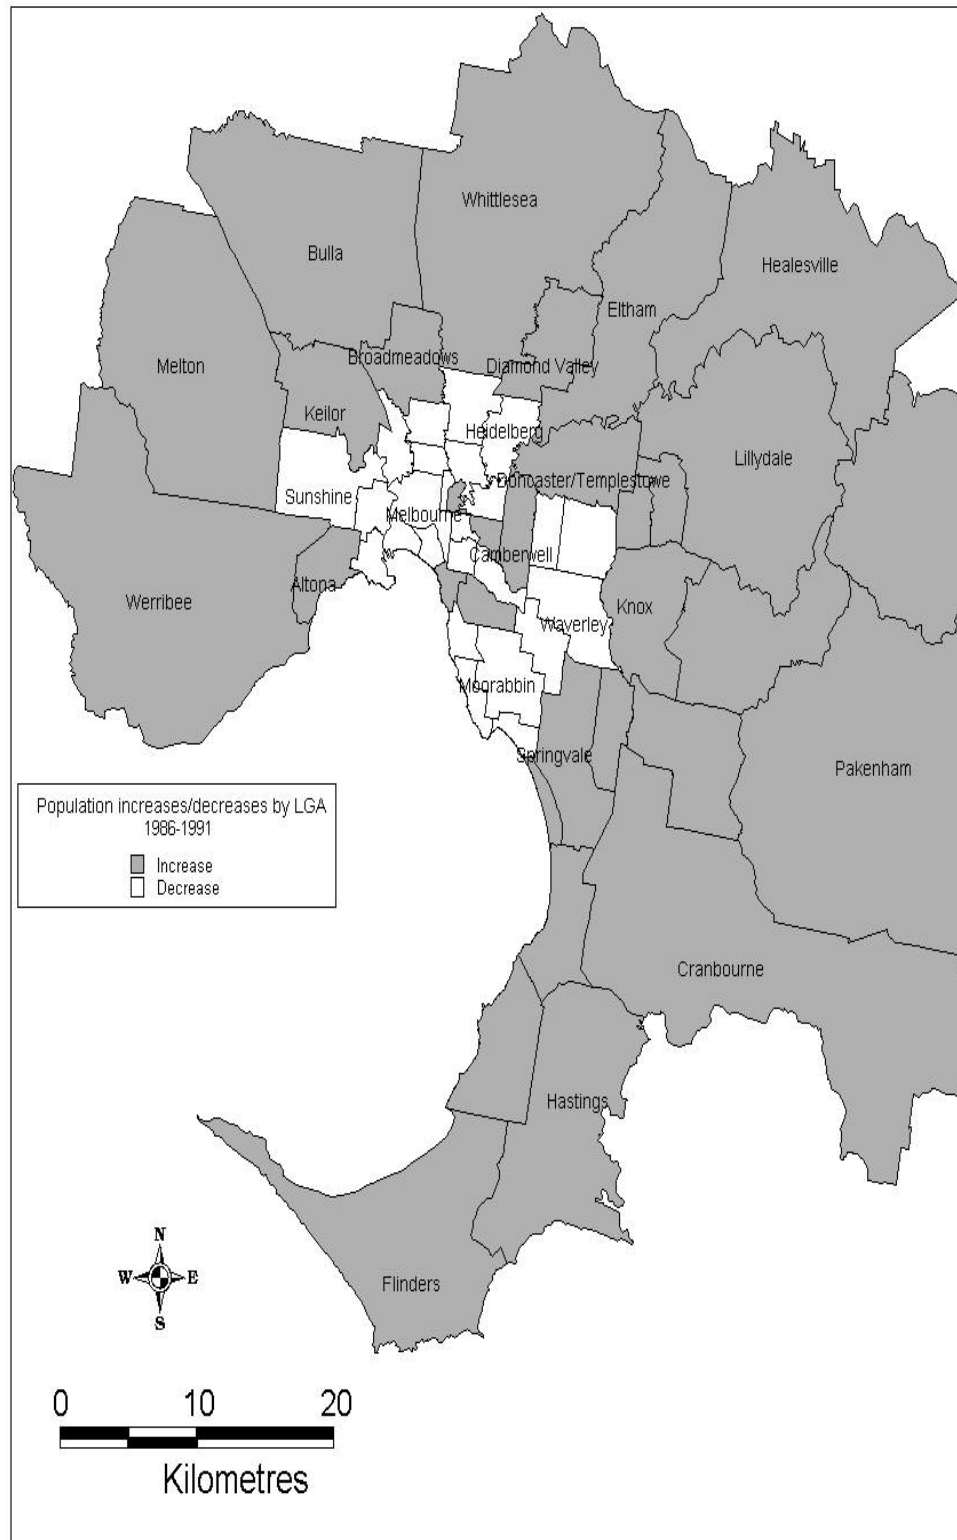 Whittlesea
Bulla
Healesville
Eltham
Broadmeadows
Melton
Diamond Valley
Keilor
Heidelberg
Lillydale
Doncaster/Templestowe
Sunshine
Melbourne
Camberwell
Altona
Werribee
Knox
Waverley
Moorabbin
Springvale
Pakenham
Population increases/decreases by LGA
1986-1991
Increase
Decrease
Cranbourne
Hastings
N
W E
S
Flinders
0 10 20
Kilometres